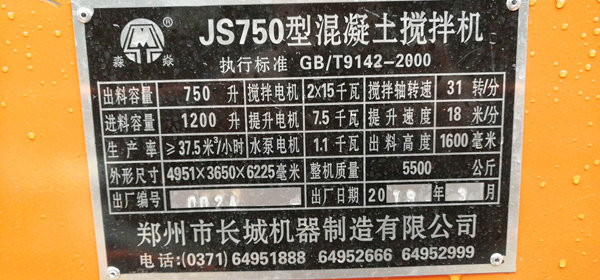 JS750型混凝土搅拌机
淼焱
执行标准 GB/T9142-2000
出料容量 750 升 搅拌电机 2×15千瓦 搅拌轴转速 31 转/分
进料容量 1200 升 提升电机 7.5千瓦 提升速度 18 米/分
生产率 ≥37.5米³/小时 水泵电机 1.1千瓦 出料高度 1600毫米
外形尺寸 4951×3650×6225毫米 整机质量 5500 公斤
出厂编号 出厂日期 20 年 月
郑州市长城机器制造有限公司
电话:(0371) 64951888 64952666 64952999